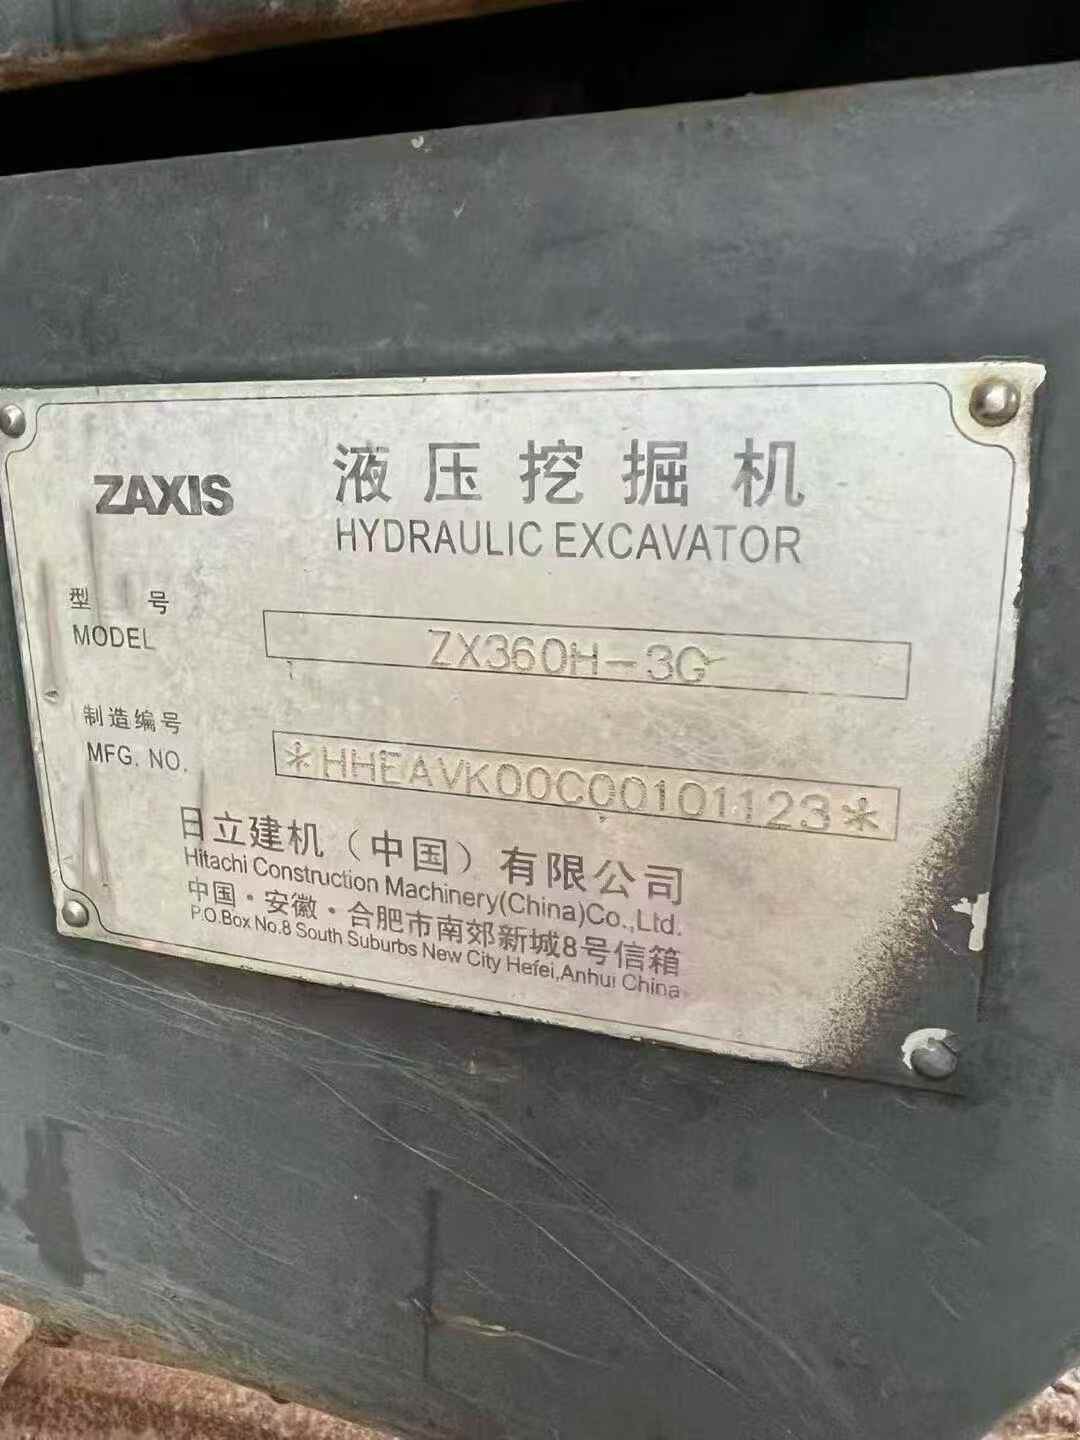 ZAXIS
液压挖掘机
HYDRAULIC EXCAVATOR
型 号
MODEL
ZX360H-3G
制造编号
MFG. NO.
*HHEAVK00C00101123*
日立建机（中国）有限公司
Hitachi Construction Machinery(China)Co.,Ltd.
中国·安徽·合肥市南郊新城8号信箱
P.O.Box No.8 South Suburbs New City Hefei,Anhui China